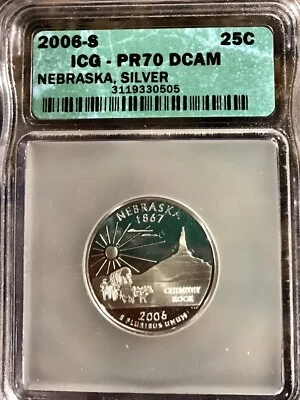 2006-S 25C
ICG - PR70 DCAM
NEBRASKA, SILVER
3119330505
NEBRASKA
1867
CHIMNEY
ROCK
2006
E PLURIBUS UNUM